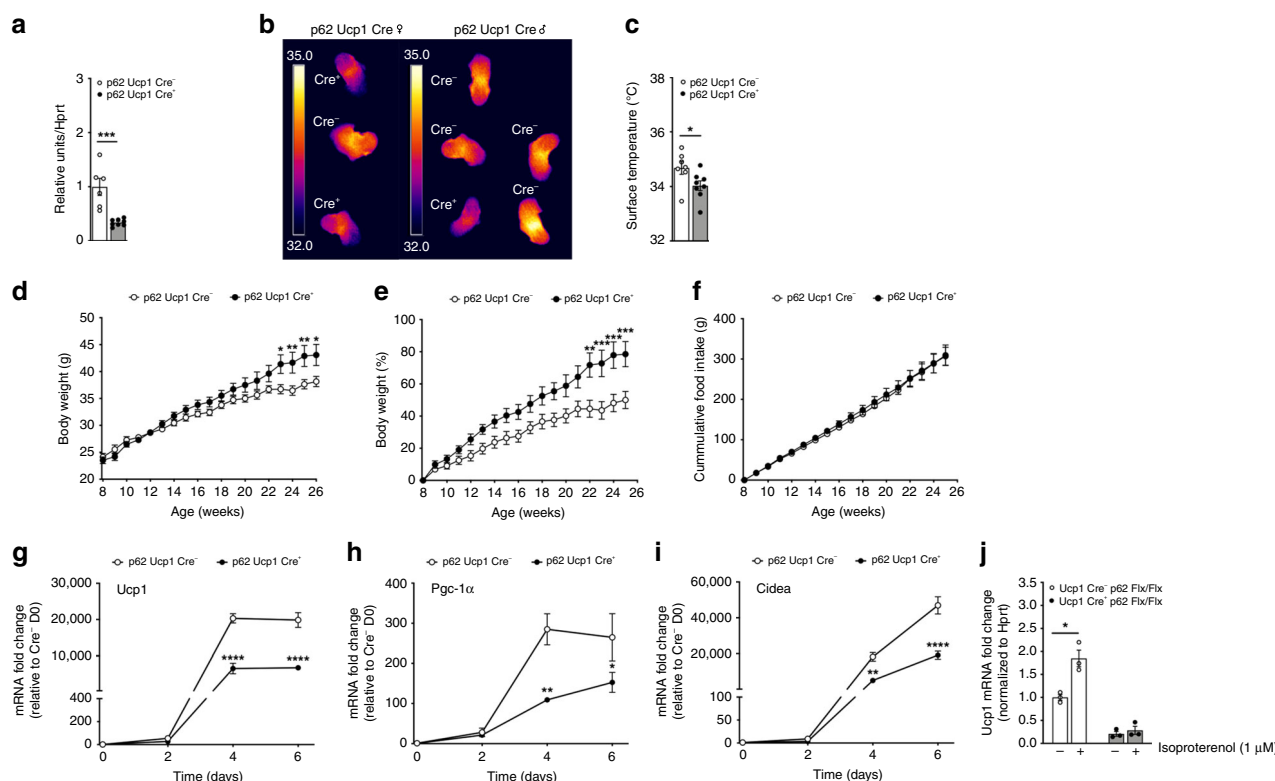 a
p62 Ucp1 Cre⁻
p62 Ucp1 Cre⁺
Relative units/Hprt
3
2
1
0
***
b
p62 Ucp1 Cre ♀
p62 Ucp1 Cre ♂
35.0
32.0
Cre⁺
Cre⁻
Cre⁺
35.0
32.0
Cre⁻
Cre⁻
Cre⁻
Cre⁻
Cre⁺
c
p62 Ucp1 Cre⁻
p62 Ucp1 Cre⁺
Surface temperature (°C)
38
36
34
32
*
d
p62 Ucp1 Cre⁻
p62 Ucp1 Cre⁺
Body weight (g)
50
45
40
35
30
25
20
* ** ** *
8 10 12 14 16 18 20 22 24 26
Age (weeks)
e
p62 Ucp1 Cre⁻
p62 Ucp1 Cre⁺
Body weight (%)
100
80
60
40
20
0
** *** *** ***
8 10 12 14 16 18 20 22 24 26
Age (weeks)
f
p62 Ucp1 Cre⁻
p62 Ucp1 Cre⁺
Cummulative food intake (g)
400
300
200
100
0
8 10 12 14 16 18 20 22 24 26
Age (weeks)
g
p62 Ucp1 Cre⁻
p62 Ucp1 Cre⁺
Ucp1
mRNA fold change
(relative to Cre⁻ D0)
30,000
20,000
10,000
400
200
0
**** ****
0 2 4 6
Time (days)
h
p62 Ucp1 Cre⁻
p62 Ucp1 Cre⁺
Pgc-1α
mRNA fold change
(relative to Cre⁻ D0)
400
300
200
100
0
** *
0 2 4 6
Time (days)
i
p62 Ucp1 Cre⁻
p62 Ucp1 Cre⁺
Cidea
mRNA fold change
(relative to Cre⁻ D0)
60,000
40,000
20,000
100
50
0
** ****
0 2 4 6
Time (days)
j
Ucp1 Cre⁻ p62 Flx/Flx
Ucp1 Cre⁺ p62 Flx/Flx
Ucp1 mRNA fold change
(normalized to Hprt)
3.5
3.0
2.5
2.0
1.5
1.0
0.5
0.0
*
− + − + Isoproterenol (1 μM)